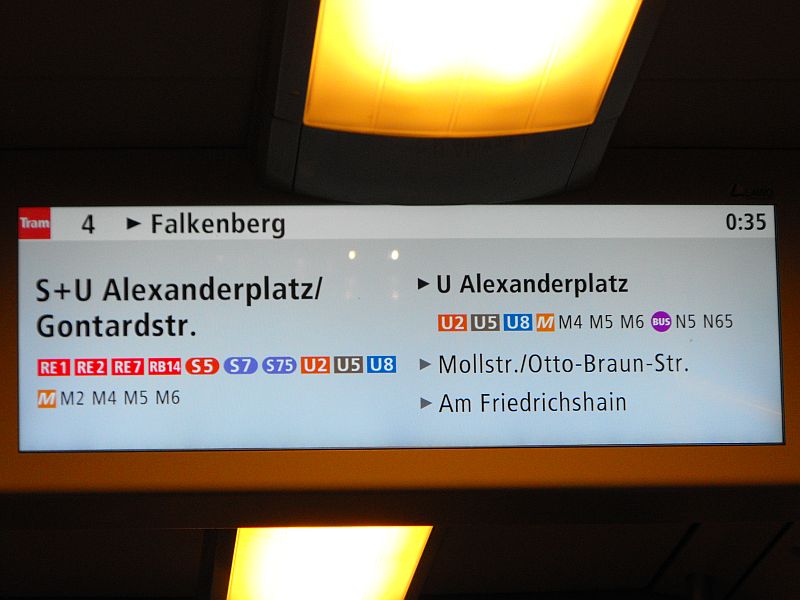 Tram 4 ► Falkenberg 0:35
S+U Alexanderplatz/
Gontardstr.
RE1 RE2 RE7 RB14 S5 S7 S75 U2 U5 U8
M M2 M4 M5 M6
► U Alexanderplatz
U2 U5 U8 M M4 M5 M6 BUS N5 N65
► Mollstr./Otto-Braun-Str.
► Am Friedrichshain